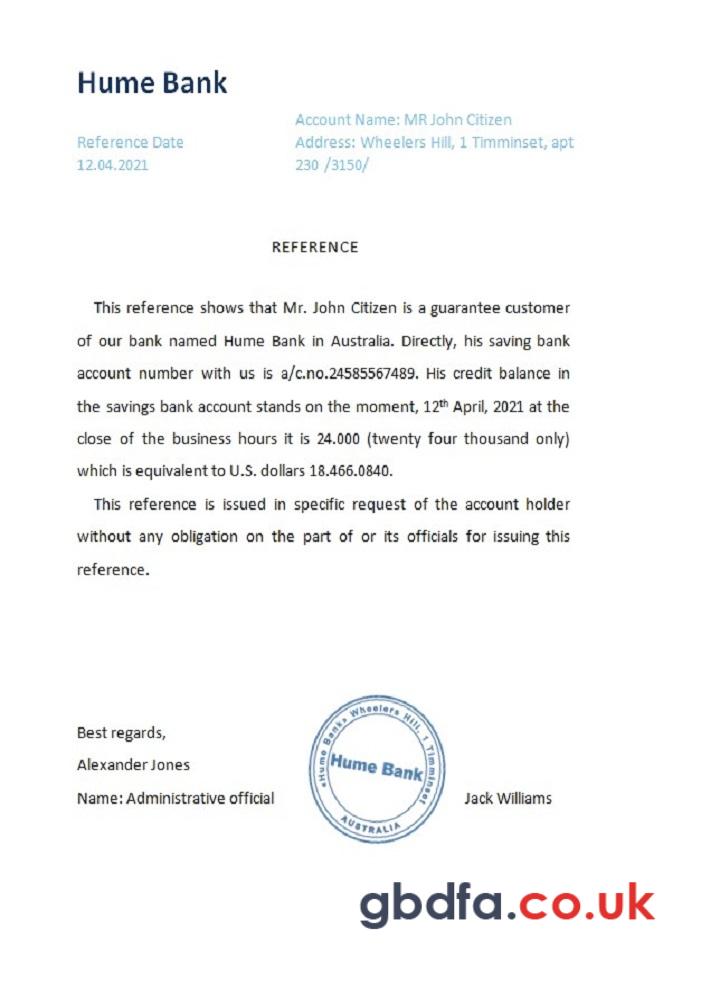 Hume Bank
Account Name: MR John Citizen
Reference Date
Address: Wheelers Hill, 1 Timminset, apt
12.04.2021
230 /3150/
REFERENCE
This reference shows that Mr. John Citizen is a guarantee customer
of our bank named Hume Bank in Australia. Directly, his saving bank
account number with us is a/c.no.24585567489. His credit balance in
the savings bank account stands on the moment, 12th April, 2021 at the
close of the business hours it is 24.000 (twenty four thousand only)
which is equivalent to U.S. dollars 18.466.0840.
This reference is issued in specific request of the account holder
without any obligation on the part of or its officials for issuing this
reference.
Best regards,
Alexander Jones
Name: Administrative official
«Hume Bank» Wheelers Hill, 1 Timminset
Hume Bank
AUSTRALIA
Jack Williams
gbdfa.co.uk